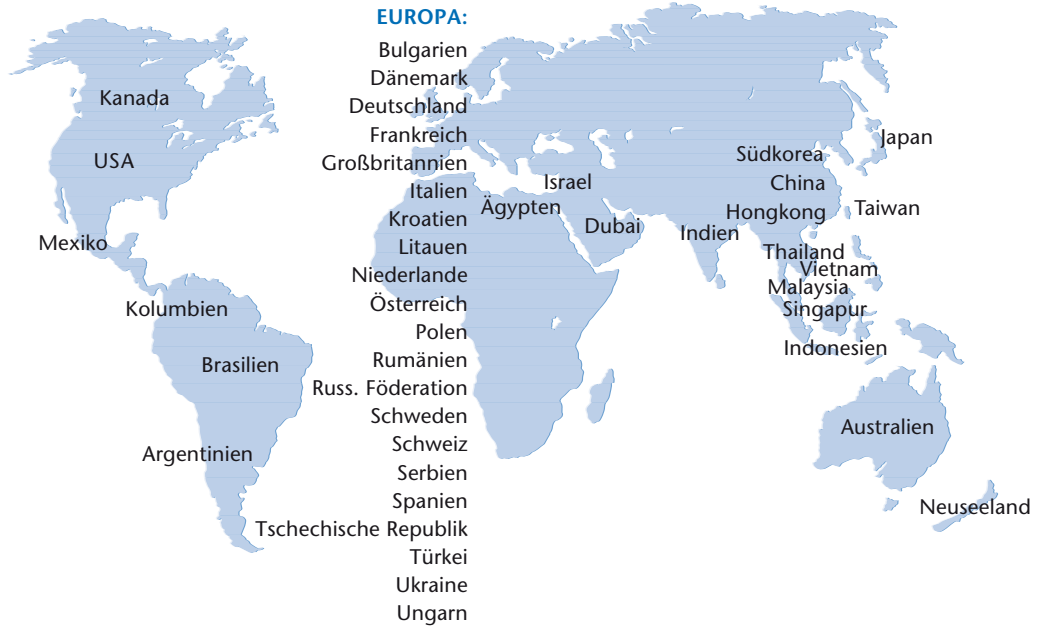 EUROPA:
Bulgarien
Dänemark
Deutschland
Frankreich
Großbritannien
Italien
Kroatien
Litauen
Niederlande
Österreich
Polen
Rumänien
Russ. Föderation
Schweden
Schweiz
Serbien
Spanien
Tschechische Republik
Türkei
Ukraine
Ungarn
Kanada
USA
Mexiko
Kolumbien
Brasilien
Argentinien
Israel
Ägypten
Dubai
Indien
Südkorea
Japan
China
Hongkong
Taiwan
Thailand
Vietnam
Malaysia
Singapur
Indonesien
Australien
Neuseeland